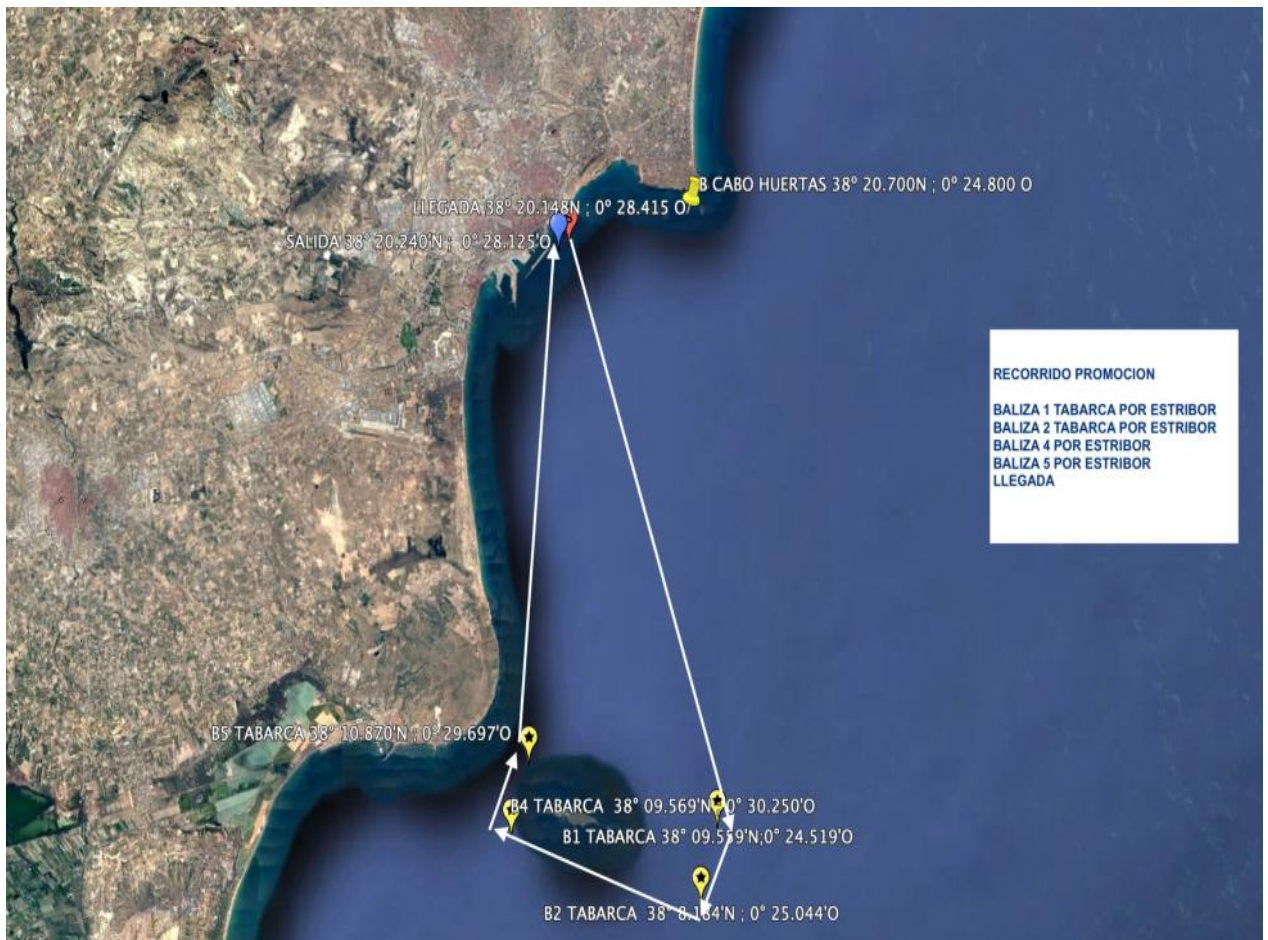 B CABO HUERTAS 38° 20.700N ; 0° 24.800 O
LLEGADA 38° 20.148N ; 0° 28.415 O
SALIDA 38° 20.240'N ; 0° 28.125'O
RECORRIDO PROMOCION
BALIZA 1 TABARCA POR ESTRIBOR
BALIZA 2 TABARCA POR ESTRIBOR
BALIZA 4 POR ESTRIBOR
BALIZA 5 POR ESTRIBOR
LLEGADA
B5 TABARCA 38° 10.870'N ; 0° 29.697'O
B4 TABARCA 38° 09.569'N ; 0° 30.250'O
B1 TABARCA 38° 09.559'N;0° 24.519'O
B2 TABARCA 38° 8.164'N ; 0° 25.044'O